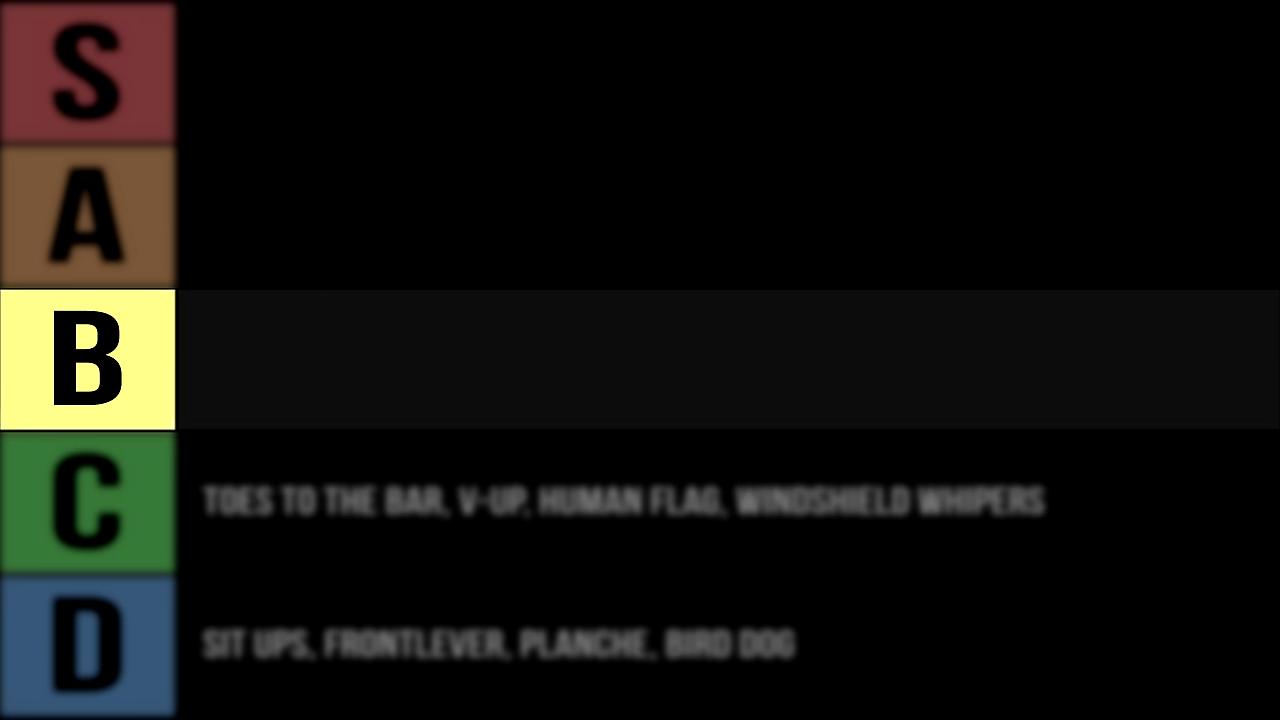 S
A
B
C
TOES TO THE BAR, V-UP, HUMAN FLAG, WINDSHIELD WHIPERS
D
SIT UPS, FRONTLEVER, PLANCHE, BIRD DOG